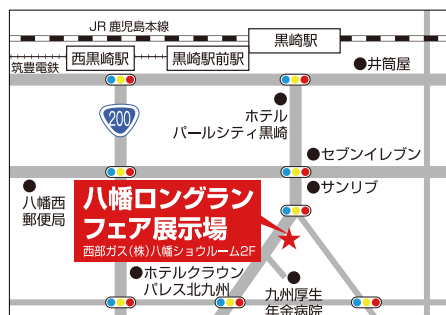 JR 鹿児島本線
黒崎駅
西黒崎駅
黒崎駅前駅
筑豊電鉄
井筒屋
200
ホテル
パールシティ黒崎
セブンイレブン
サンリブ
八幡西
郵便局
八幡ロングラン
フェア展示場
西部ガス(株)八幡ショウルーム2F
ホテルクラウン
パレス北九州
九州厚生
年金病院